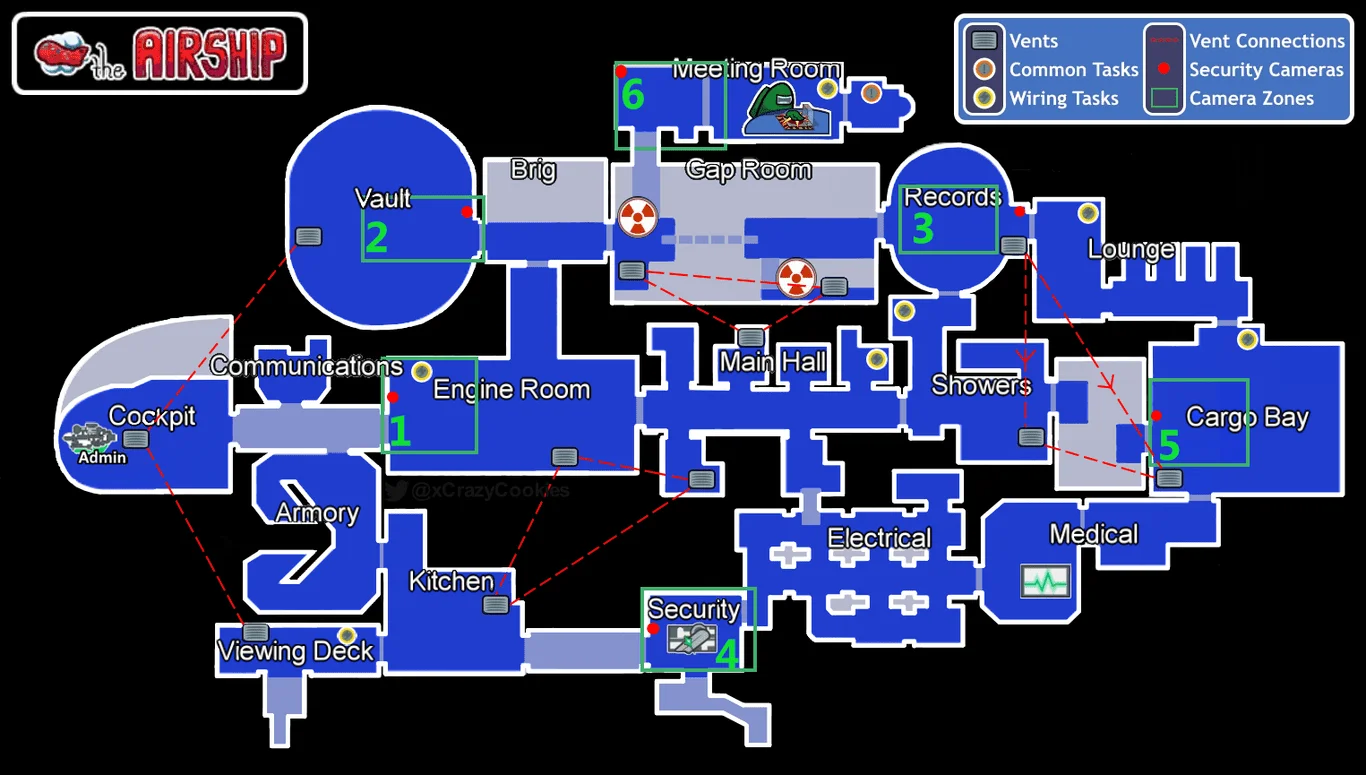 the AIRSHIP
Vents
Vent Connections
Common Tasks
Security Cameras
Wiring Tasks
Camera Zones
Meeting Room
6
Brig
Gap Room
Vault
Records
2
3
Lounge
Communications
Main Hall
Engine Room
Showers
Cockpit
Cargo Bay
1
5
Admin
@xCrazyCookies
Armory
Electrical
Medical
Kitchen
Security
Viewing Deck
4